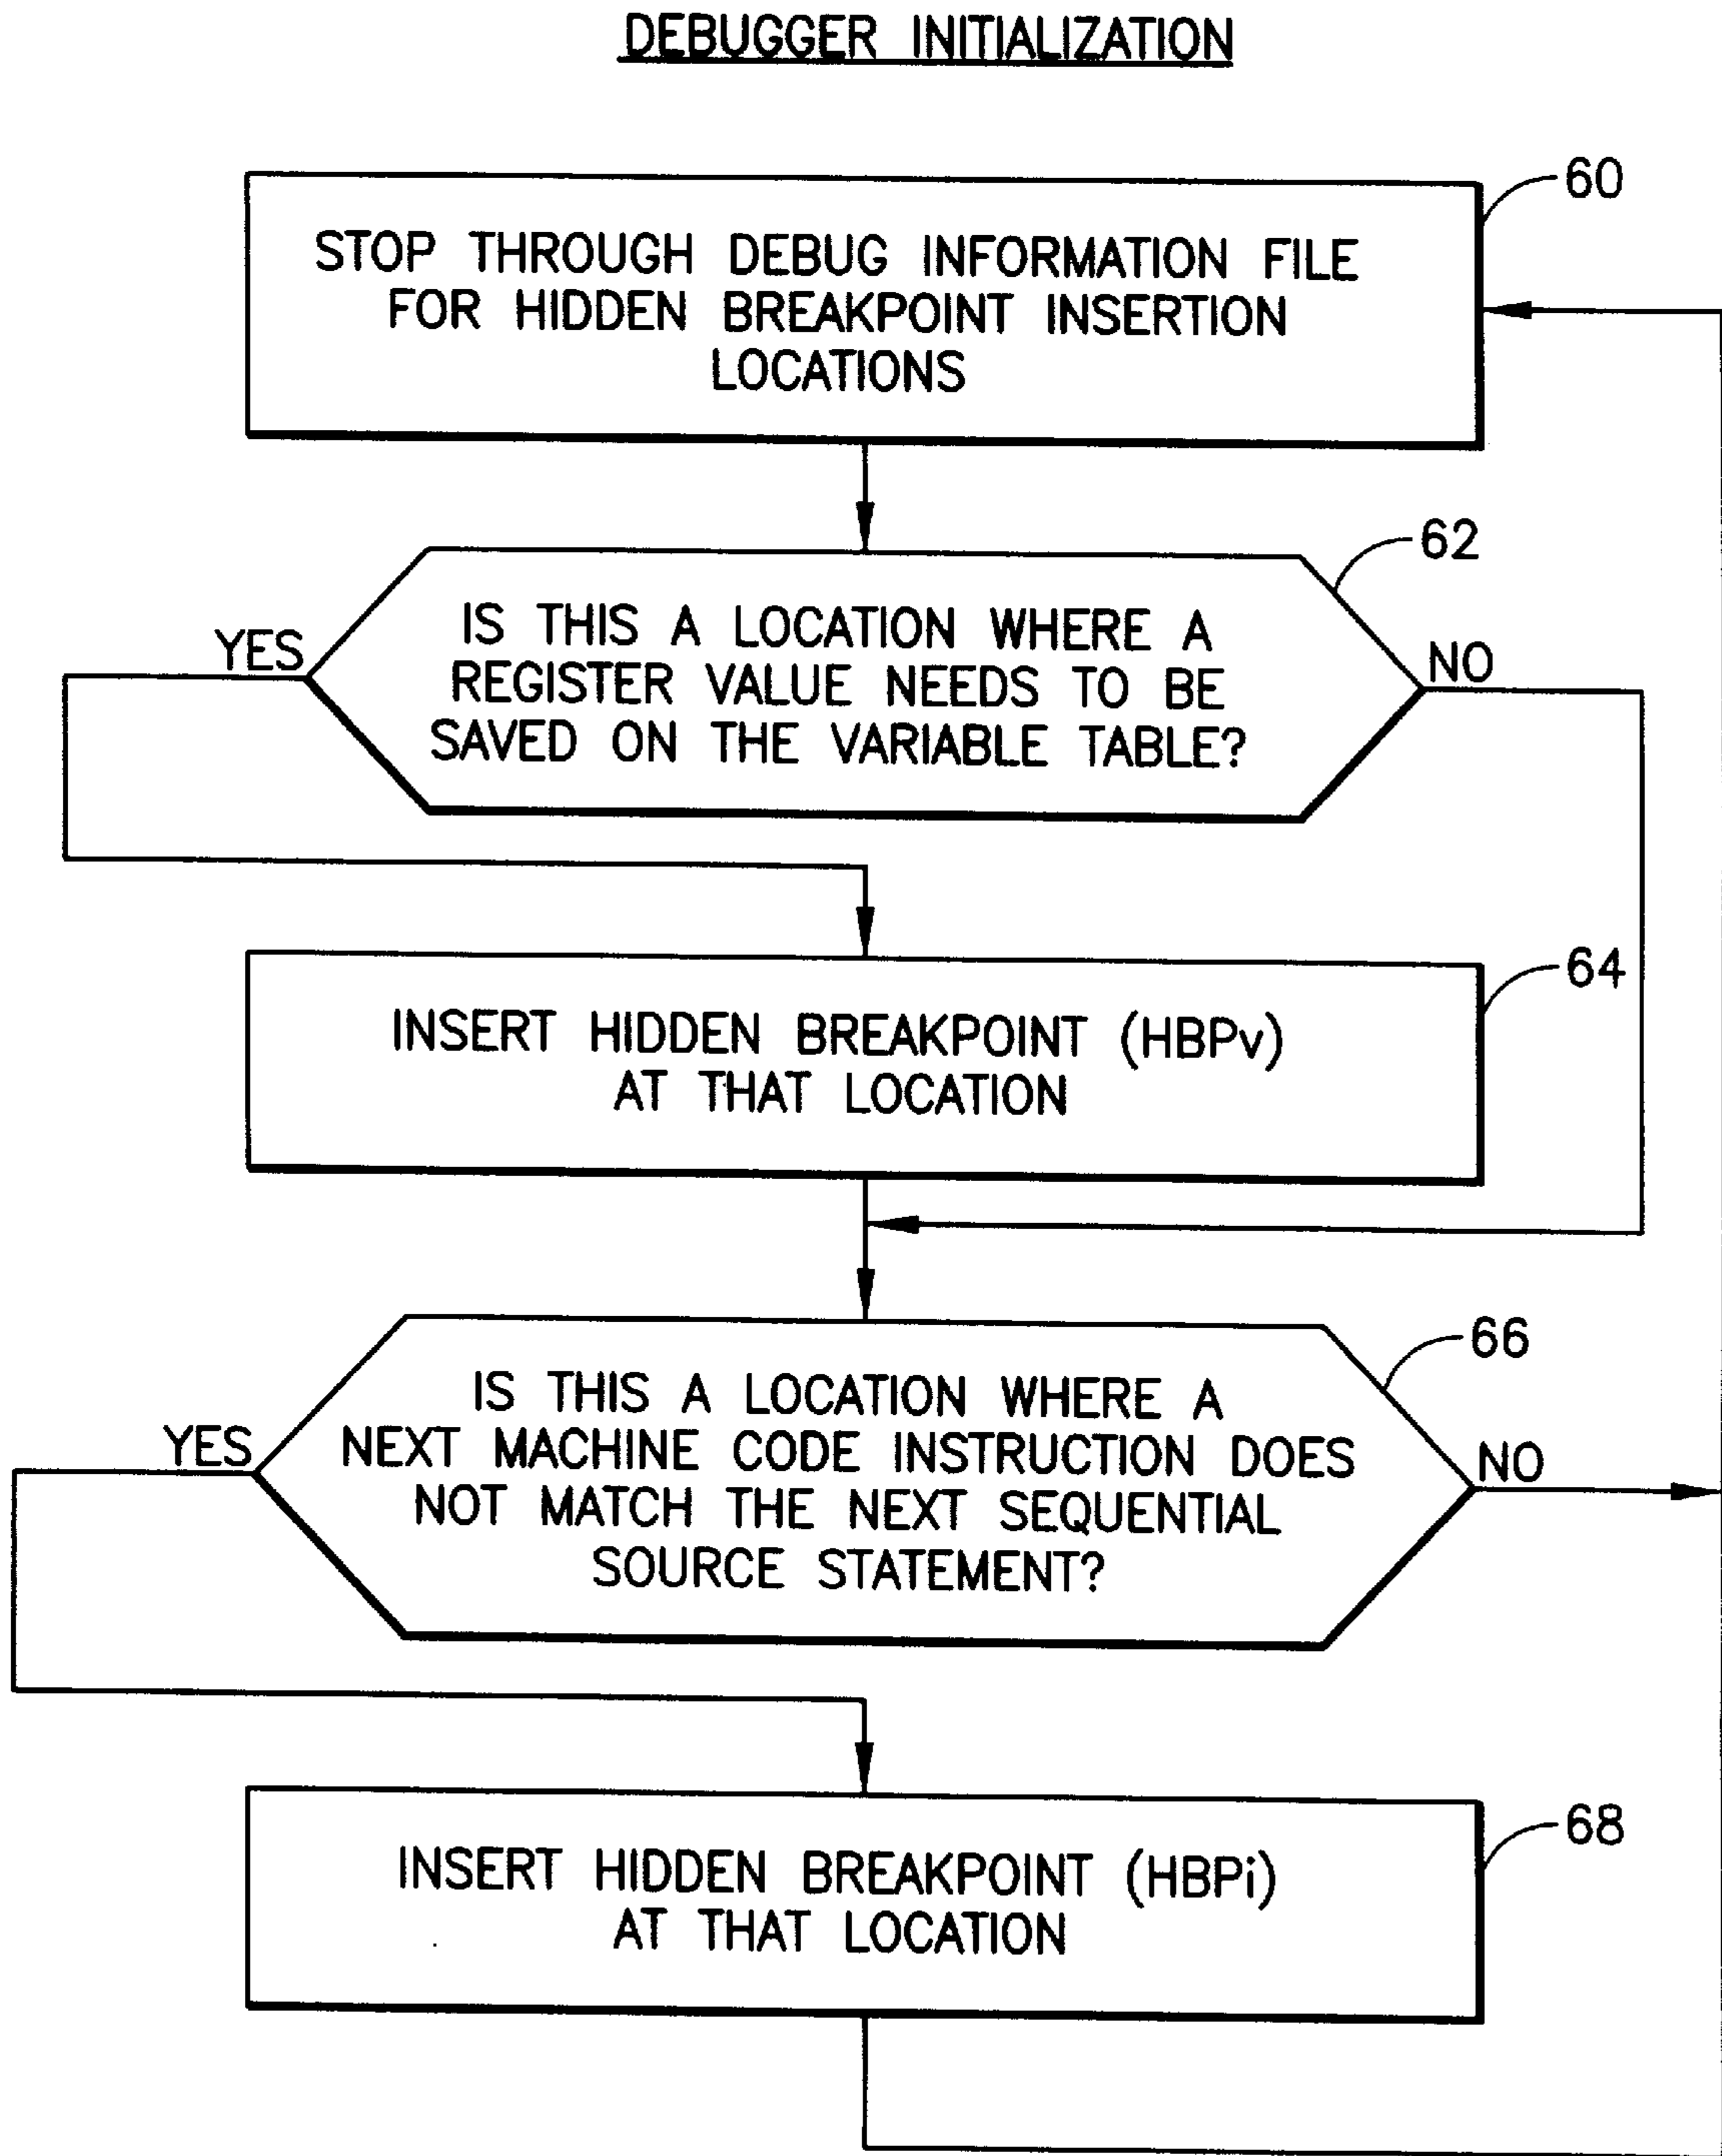 DEBUGGER INITIALIZATION
60
STOP THROUGH DEBUG INFORMATION FILE
FOR HIDDEN BREAKPOINT INSERTION
LOCATIONS
62
IS THIS A LOCATION WHERE A
REGISTER VALUE NEEDS TO BE
SAVED ON THE VARIABLE TABLE?
YES
NO
64
INSERT HIDDEN BREAKPOINT (HBPv)
AT THAT LOCATION
66
IS THIS A LOCATION WHERE A
NEXT MACHINE CODE INSTRUCTION DOES
NOT MATCH THE NEXT SEQUENTIAL
SOURCE STATEMENT?
YES
NO
68
INSERT HIDDEN BREAKPOINT (HBPi)
AT THAT LOCATION